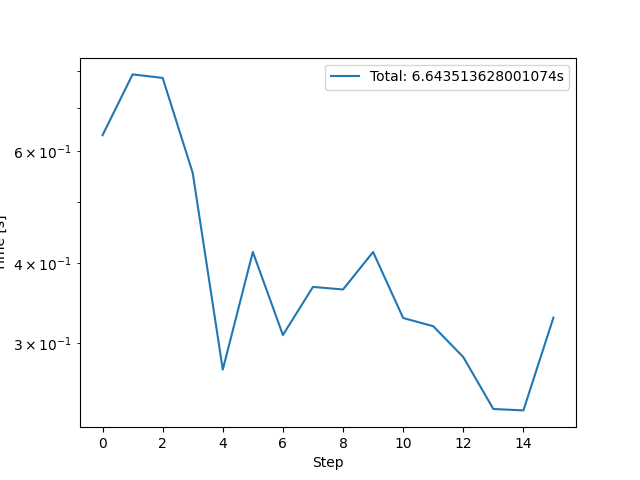 Total: 6.643513628001074s
6 × 10⁻¹
4 × 10⁻¹
3 × 10⁻¹
[s]
0 2 4 6 8 10 12 14
Step